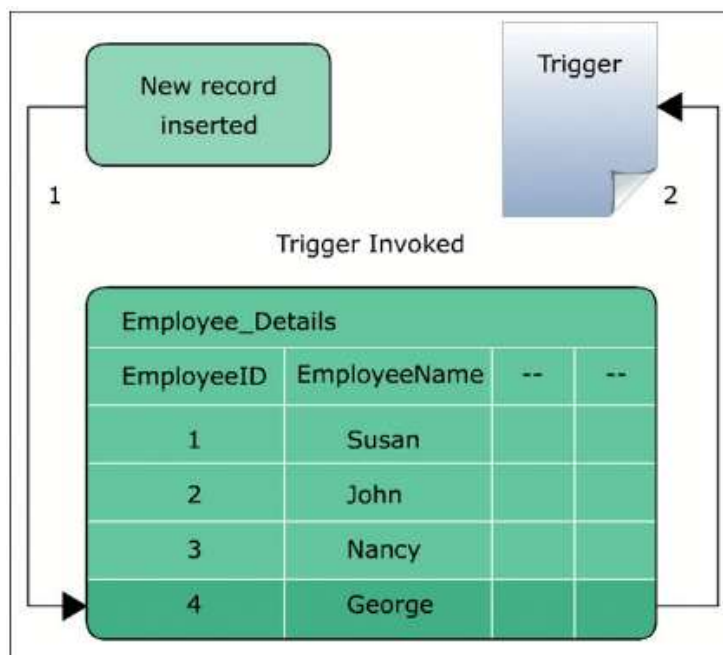 New record
inserted
Trigger
1
2
Trigger Invoked
Employee_Details
EmployeeID EmployeeName -- --
1 Susan
2 John
3 Nancy
4 George